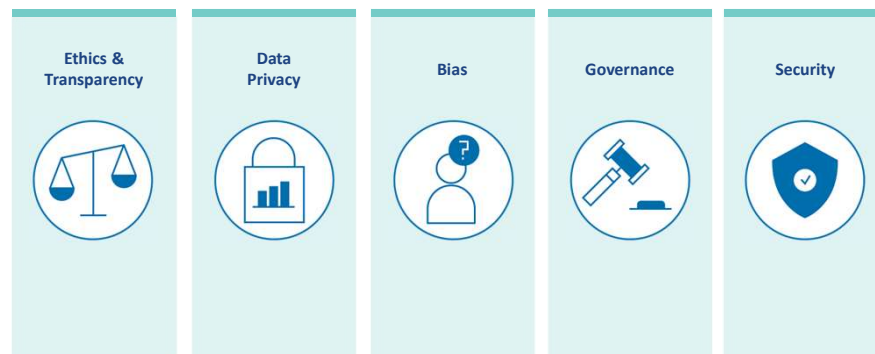 Ethics &
Transparency
Data
Privacy
Bias
Governance
Security
?